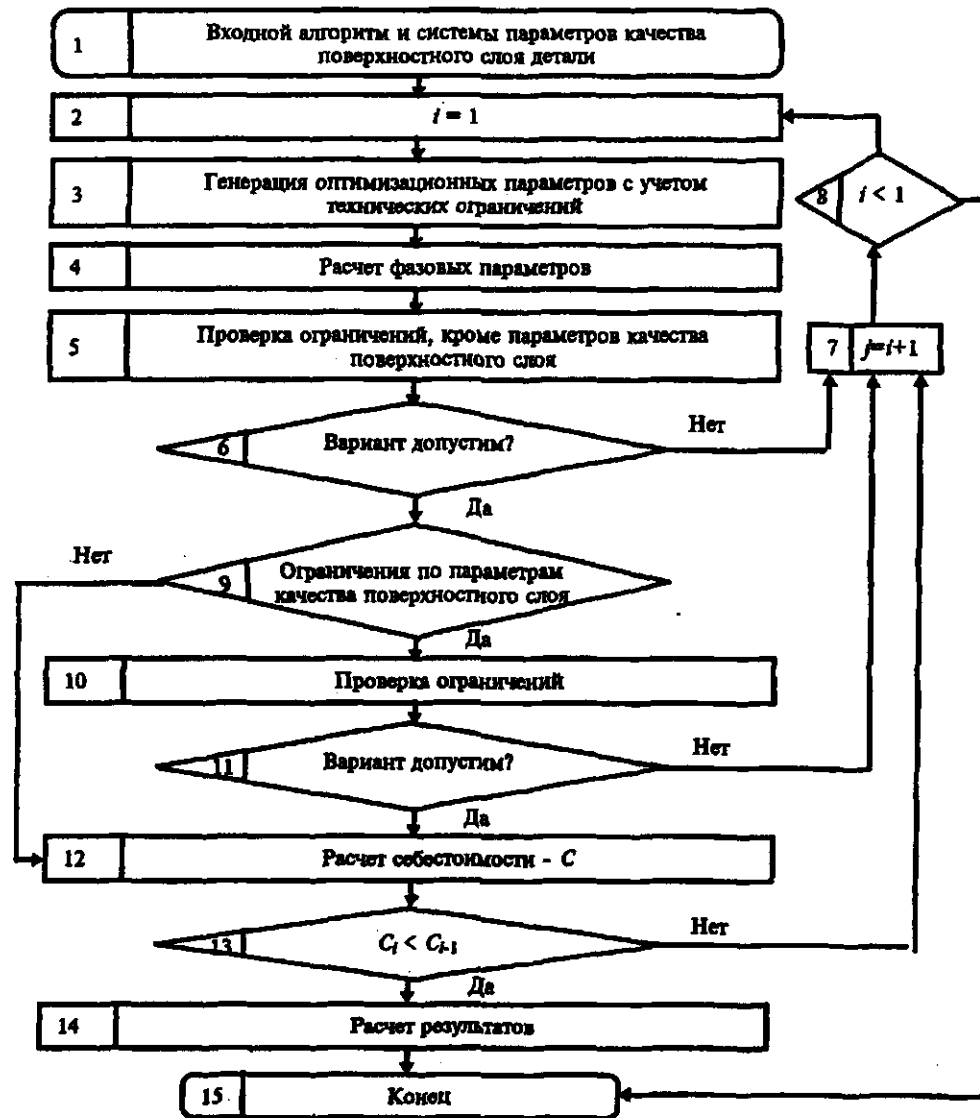 1
Входной алгоритм и системы параметров качества
поверхностного слоя детали
2
i = 1
3
Генерация оптимизационных параметров с учетом
технических ограничений
8
i < 1
4
Расчет фазовых параметров
5
Проверка ограничений, кроме параметров качества
поверхностного слоя
7
i=i+1
6
Вариант допустим?
Нет
Да
Нет
9
Ограничения по параметрам
качества поверхностного слоя
Да
10
Проверка ограничений
11
Вариант допустим?
Нет
Да
12
Расчет себестоимости - С
13
Ci < Ci-1
Нет
Да
14
Расчет результатов
15
Конец